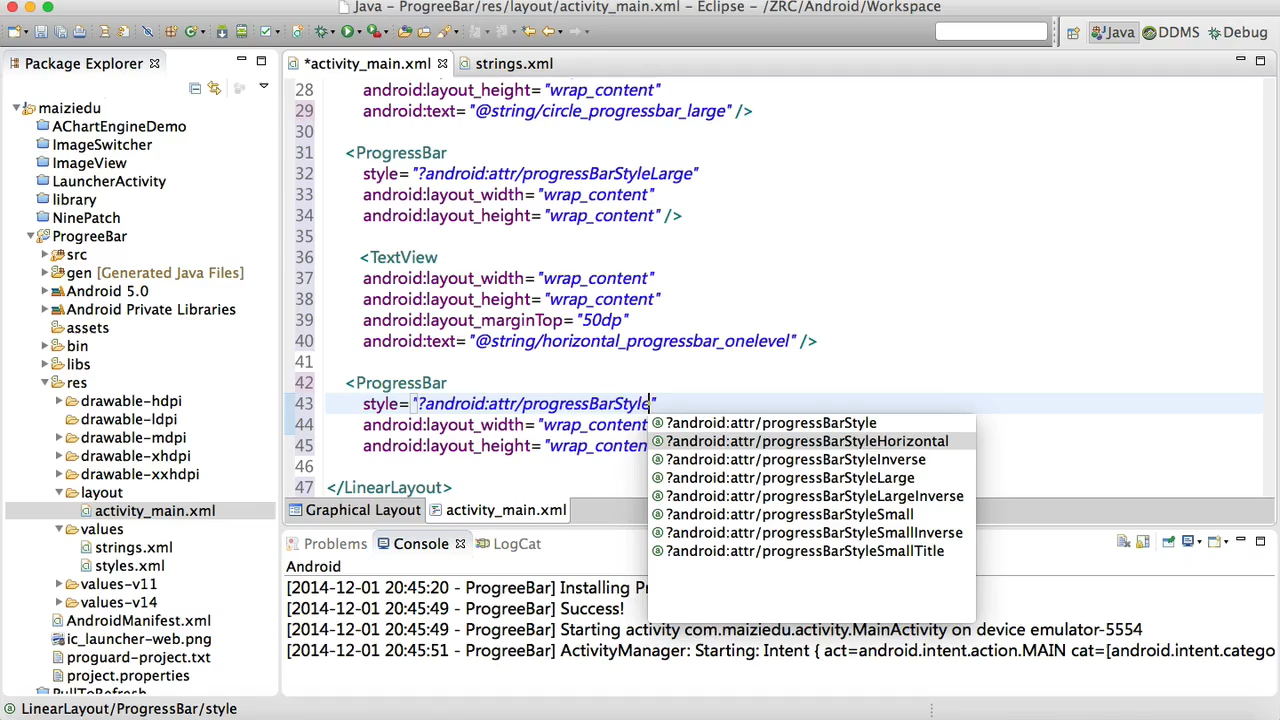 Java - ProgreeBar/res/layout/activity_main.xml - Eclipse - /ZRC/Android/Workspace
Java DDMS Debug
Package Explorer
*activity_main.xml strings.xml
maiziedu
AChartEngineDemo
ImageSwitcher
ImageView
LauncherActivity
library
NinePatch
ProgreeBar
src
gen [Generated Java Files]
Android 5.0
Android Private Libraries
assets
bin
libs
res
drawable-hdpi
drawable-ldpi
drawable-mdpi
drawable-xhdpi
drawable-xxhdpi
layout
activity_main.xml
values
strings.xml
styles.xml
values-v11
values-v14
AndroidManifest.xml
ic_launcher-web.png
proguard-project.txt
project.properties
PullToRefresh
28 android:layout_height="wrap_content"
29 android:text="@string/circle_progressbar_large" />
30
31 <ProgressBar
32 style="?android:attr/progressBarStyleLarge"
33 android:layout_width="wrap_content"
34 android:layout_height="wrap_content" />
35
36 <TextView
37 android:layout_width="wrap_content"
38 android:layout_height="wrap_content"
39 android:layout_marginTop="50dp"
40 android:text="@string/horizontal_progressbar_onelevel" />
41
42 <ProgressBar
43 style="?android:attr/progressBarStyle"
44 android:layout_width="wrap_content
45 android:layout_height="wrap_conten
46
47 </LinearLayout>
?android:attr/progressBarStyle
?android:attr/progressBarStyleHorizontal
?android:attr/progressBarStyleInverse
?android:attr/progressBarStyleLarge
?android:attr/progressBarStyleLargeInverse
?android:attr/progressBarStyleSmall
?android:attr/progressBarStyleSmallInverse
?android:attr/progressBarStyleSmallTitle
Graphical Layout activity_main.xml
Problems Console LogCat
Android
[2014-12-01 20:45:20 - ProgreeBar] Installing Pr
[2014-12-01 20:45:49 - ProgreeBar] Success!
[2014-12-01 20:45:49 - ProgreeBar] Starting activity com.maiziedu.activity.MainActivity on device emulator-5554
[2014-12-01 20:45:51 - ProgreeBar] ActivityManager: Starting: Intent { act=android.intent.action.MAIN cat=[android.intent.catego
LinearLayout/ProgressBar/style